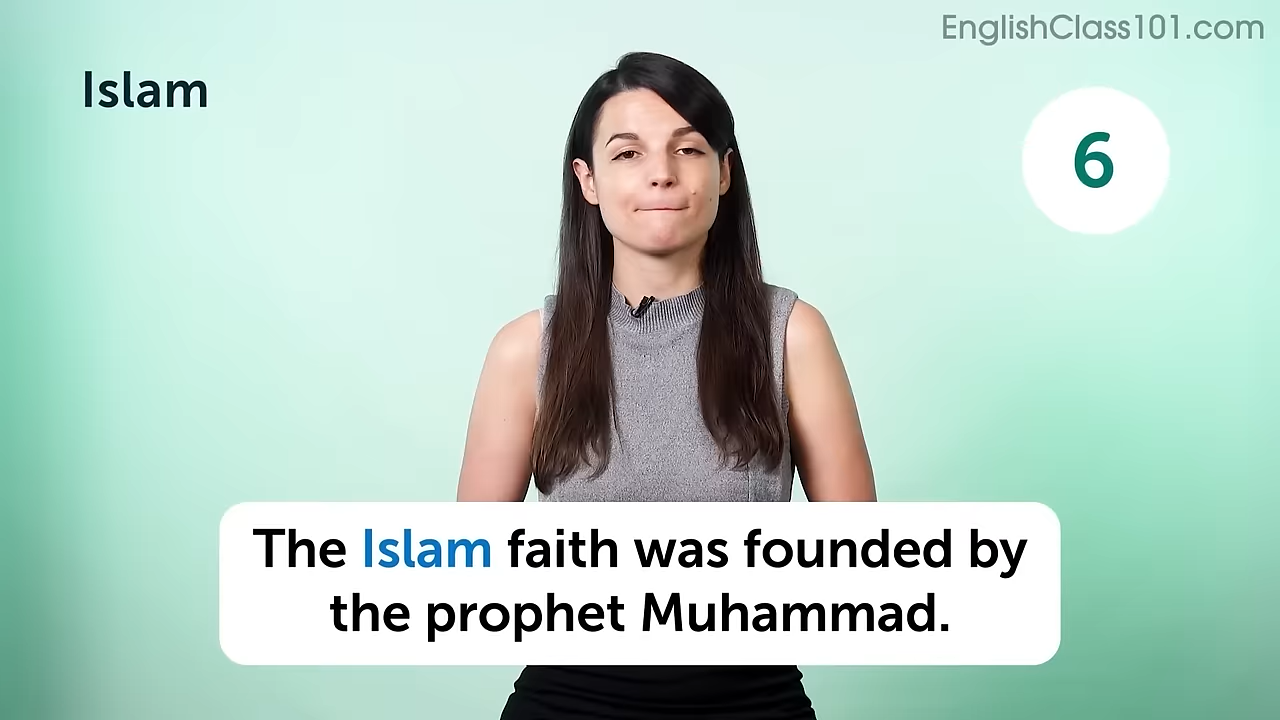 EnglishClass101.com
Islam
6
The Islam faith was founded by
the prophet Muhammad.